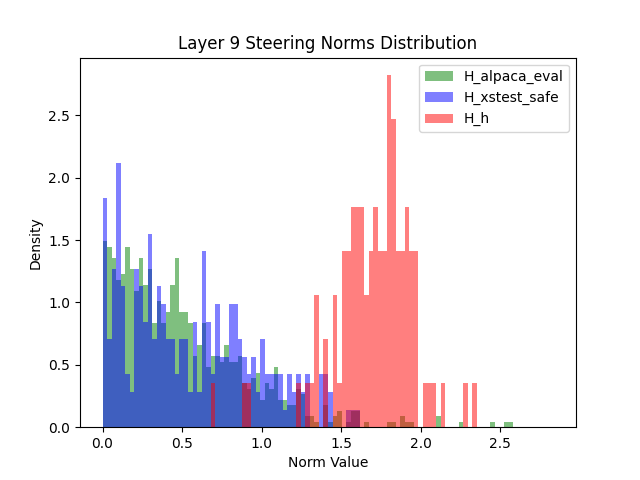 Layer 9 Steering Norms Distribution
H_alpaca_eval
H_xstest_safe
H_h
Density
2.5
2.0
1.5
1.0
0.5
0.0
0.0 0.5 1.0 1.5 2.0 2.5
Norm Value